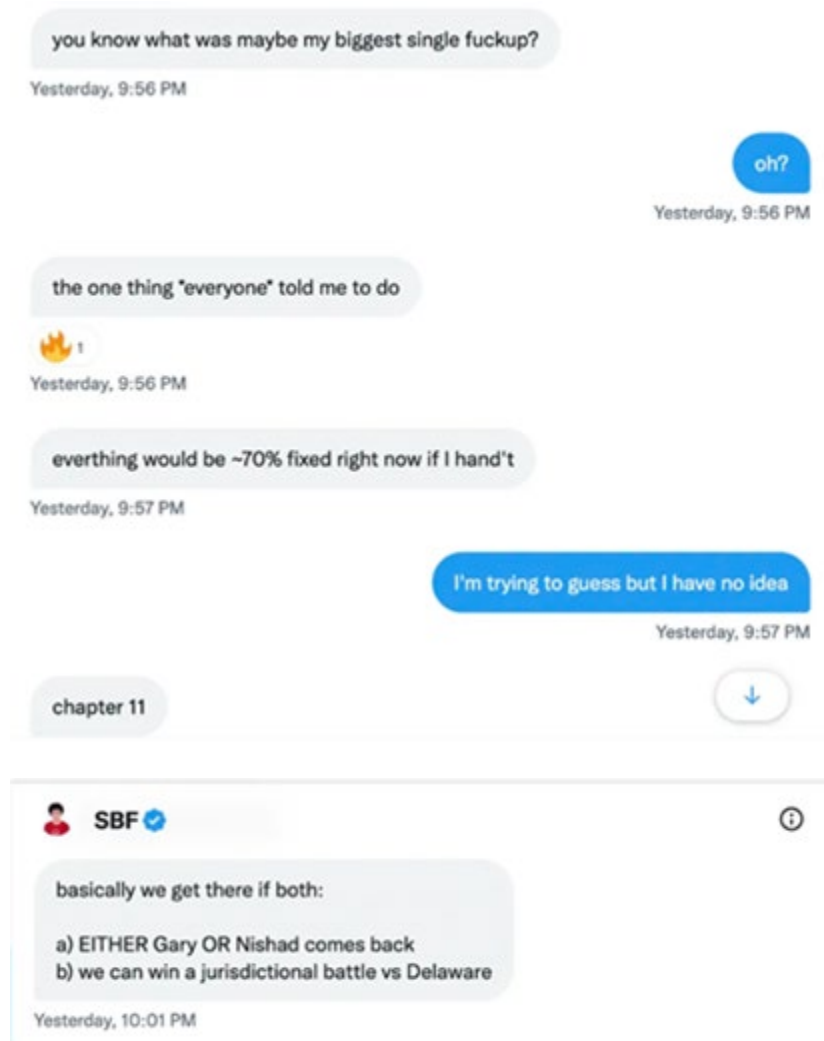 you know what was maybe my biggest single fuckup?
Yesterday, 9:56 PM
oh?
Yesterday, 9:56 PM
the one thing *everyone* told me to do
🔥 1
Yesterday, 9:56 PM
everthing would be ~70% fixed right now if I hand't
Yesterday, 9:57 PM
I'm trying to guess but I have no idea
Yesterday, 9:57 PM
chapter 11
SBF
basically we get there if both:
a) EITHER Gary OR Nishad comes back
b) we can win a jurisdictional battle vs Delaware
Yesterday, 10:01 PM